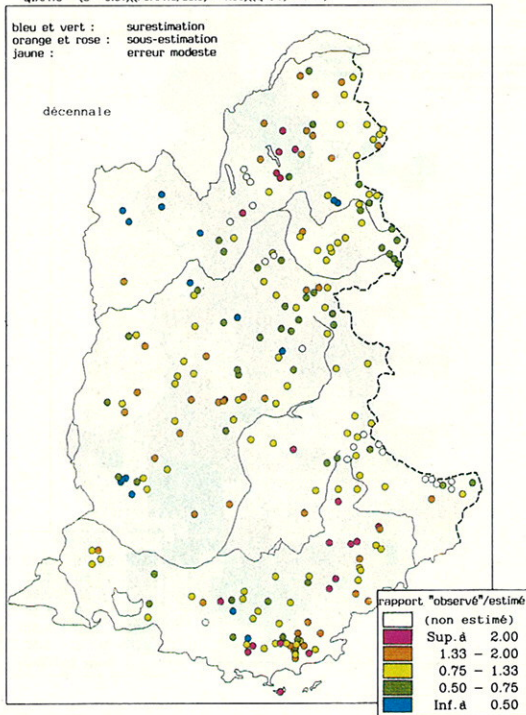 bleu et vert : surestimation
orange et rose : sous-estimation
jaune : erreur modeste
décennale
rapport "observé"/estimé
(non estimé)
Sup.à 2.00
1.33 - 2.00
0.75 - 1.33
0.50 - 0.75
Inf.à 0.50